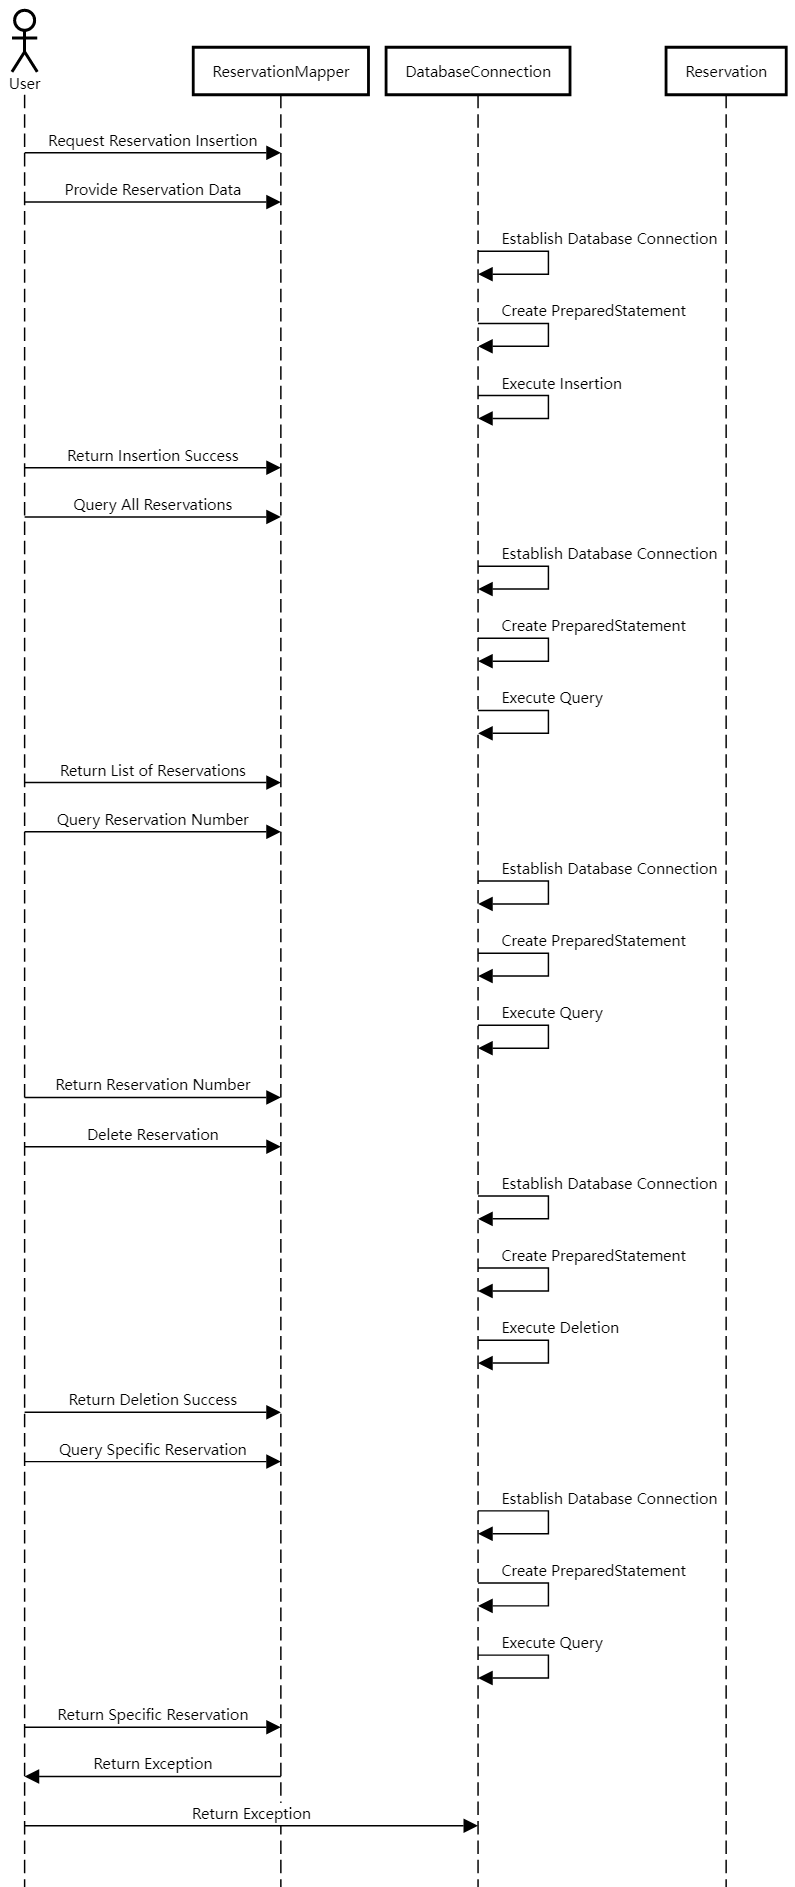 User
ReservationMapper
DatabaseConnection
Reservation
Request Reservation Insertion
Provide Reservation Data
Establish Database Connection
Create PreparedStatement
Execute Insertion
Return Insertion Success
Query All Reservations
Establish Database Connection
Create PreparedStatement
Execute Query
Return List of Reservations
Query Reservation Number
Establish Database Connection
Create PreparedStatement
Execute Query
Return Reservation Number
Delete Reservation
Establish Database Connection
Create PreparedStatement
Execute Deletion
Return Deletion Success
Query Specific Reservation
Establish Database Connection
Create PreparedStatement
Execute Query
Return Specific Reservation
Return Exception
Return Exception